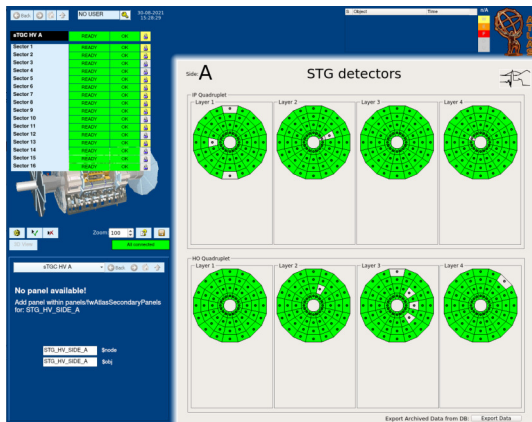 Back
NO USER
30-08-2021
15:28:29
S Object Time
n/A
W
F
sTGC HV A READY OK
Sector 1 READY OK
Sector 2 READY OK
Sector 3 READY OK
Sector 4 READY OK
Sector 5 READY OK
Sector 6 READY OK
Sector 7 READY OK
Sector 8 READY OK
Sector 9 READY OK
Sector 10 READY OK
Sector 11 READY OK
Sector 12 READY OK
Sector 13 READY OK
Sector 14 READY OK
Sector 15 READY OK
Sector 16 READY OK
Side: A STG detectors
IP Quadruplet
Layer 1 Layer 2 Layer 3 Layer 4
Zoom: 100
3D View
All connected
HO Quadruplet
Layer 1 Layer 2 Layer 3 Layer 4
sTGC HV A Back
No panel available!
Add panel within panels/fwAtlasSecondaryPanels
for: STG_HV_SIDE_A
STG_HV_SIDE_A $node
STG_HV_SIDE_A $obj
Export Archived Data from DB: Export Data